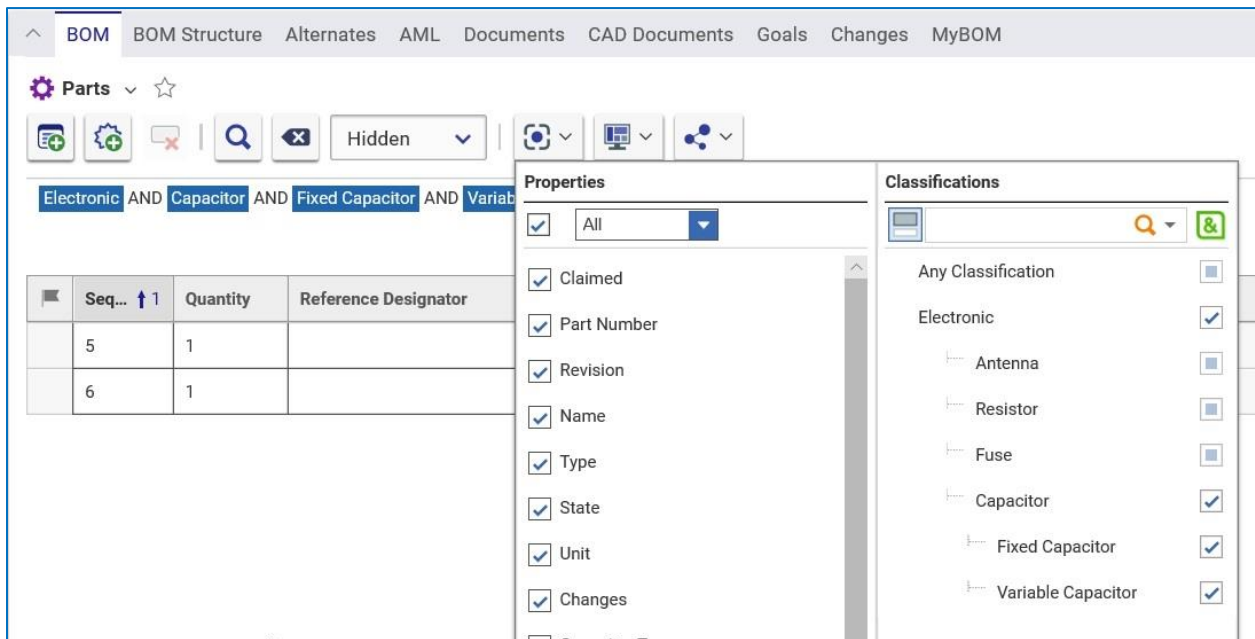 BOM BOM Structure Alternates AML Documents CAD Documents Goals Changes MyBOM
Parts
Hidden
Electronic AND Capacitor AND Fixed Capacitor AND Variab
Properties
All
Claimed
Part Number
Revision
Name
Type
State
Unit
Changes
Classifications
&
Any Classification
Electronic
Antenna
Resistor
Fuse
Capacitor
Fixed Capacitor
Variable Capacitor
Seq... 1 Quantity Reference Designator
5 1
6 1